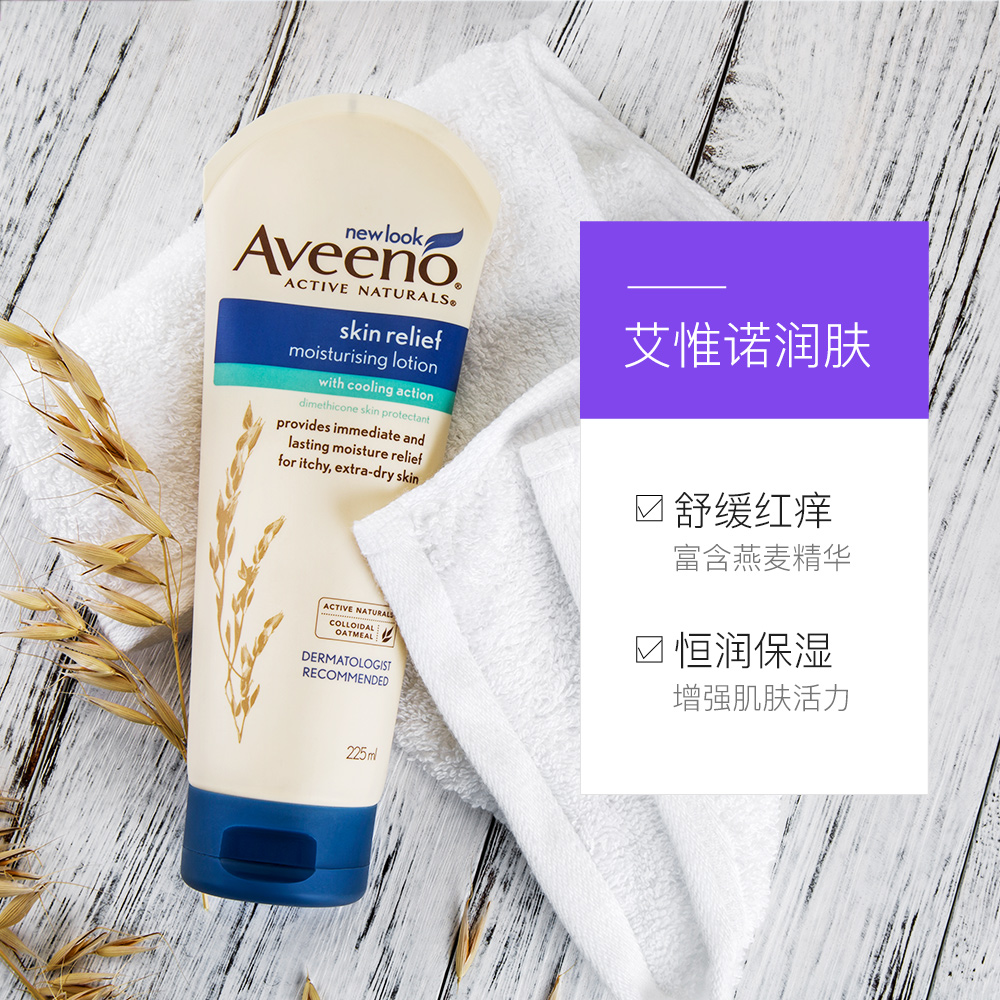 new look
Aveeno®
ACTIVE NATURALS®
skin relief
moisturising lotion
with cooling action
dimethicone skin protectant
provides immediate and
lasting moisture relief
for itchy, extra-dry skin
ACTIVE NATURALS
COLLOIDAL
OATMEAL
DERMATOLOGIST
RECOMMENDED
225 ml
艾惟诺润肤
☑ 舒缓红痒
富含燕麦精华
☑ 恒润保湿
增强肌肤活力